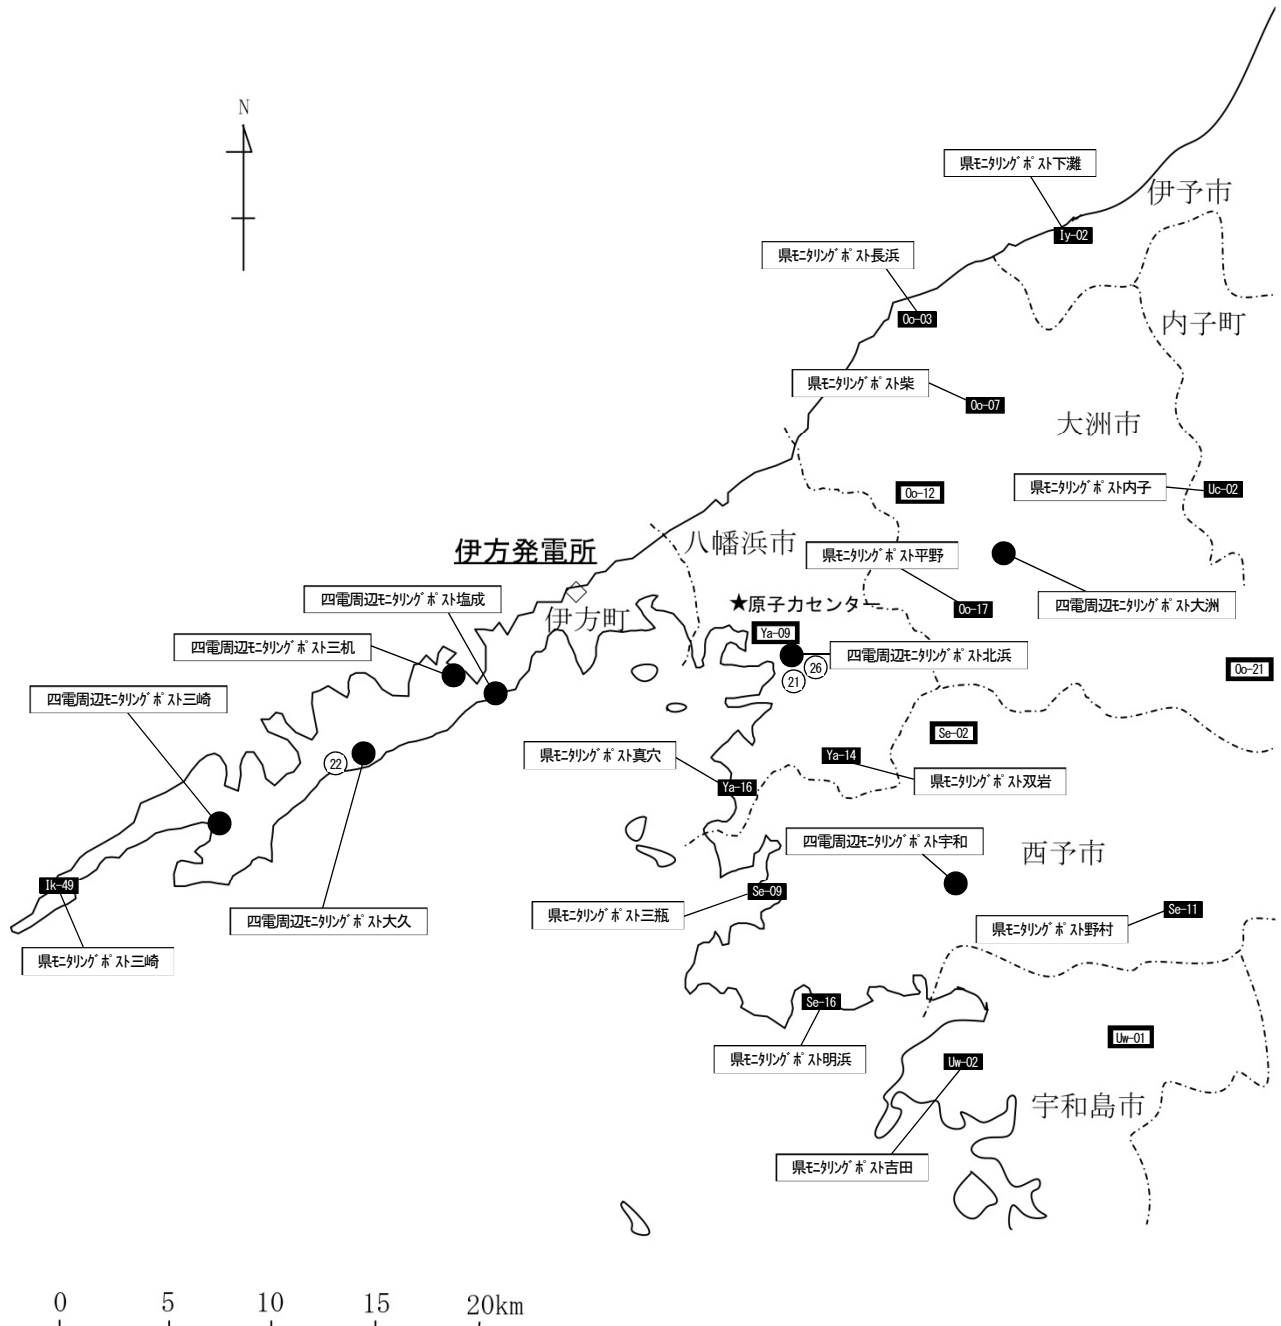 N
県ﾓﾆﾀﾘﾝｸﾞﾎﾟｽﾄ下灘
伊予市
Iy-02
県ﾓﾆﾀﾘﾝｸﾞﾎﾟｽﾄ長浜
Oo-03
内子町
県ﾓﾆﾀﾘﾝｸﾞﾎﾟｽﾄ柴
Oo-07
大洲市
県ﾓﾆﾀﾘﾝｸﾞﾎﾟｽﾄ内子
Uc-02
Oo-12
八幡浜市
伊方発電所
県ﾓﾆﾀﾘﾝｸﾞﾎﾟｽﾄ平野
四電周辺ﾓﾆﾀﾘﾝｸﾞﾎﾟｽﾄ塩成
★原子力センター
Oo-17
四電周辺ﾓﾆﾀﾘﾝｸﾞﾎﾟｽﾄ大洲
伊方町
Ya-09
四電周辺ﾓﾆﾀﾘﾝｸﾞﾎﾟｽﾄ三机
四電周辺ﾓﾆﾀﾘﾝｸﾞﾎﾟｽﾄ北浜
26
21
Oo-21
四電周辺ﾓﾆﾀﾘﾝｸﾞﾎﾟｽﾄ三崎
Se-02
22
県ﾓﾆﾀﾘﾝｸﾞﾎﾟｽﾄ真穴
Ya-14
Ya-16
県ﾓﾆﾀﾘﾝｸﾞﾎﾟｽﾄ双岩
四電周辺ﾓﾆﾀﾘﾝｸﾞﾎﾟｽﾄ宇和
西予市
Ik-49
Se-09
四電周辺ﾓﾆﾀﾘﾝｸﾞﾎﾟｽﾄ大久
県ﾓﾆﾀﾘﾝｸﾞﾎﾟｽﾄ三瓶
Se-11
県ﾓﾆﾀﾘﾝｸﾞﾎﾟｽﾄ野村
県ﾓﾆﾀﾘﾝｸﾞﾎﾟｽﾄ三崎
Se-16
Uw-01
県ﾓﾆﾀﾘﾝｸﾞﾎﾟｽﾄ明浜
Uw-02
宇和島市
県ﾓﾆﾀﾘﾝｸﾞﾎﾟｽﾄ吉田
0 5 10 15 20km